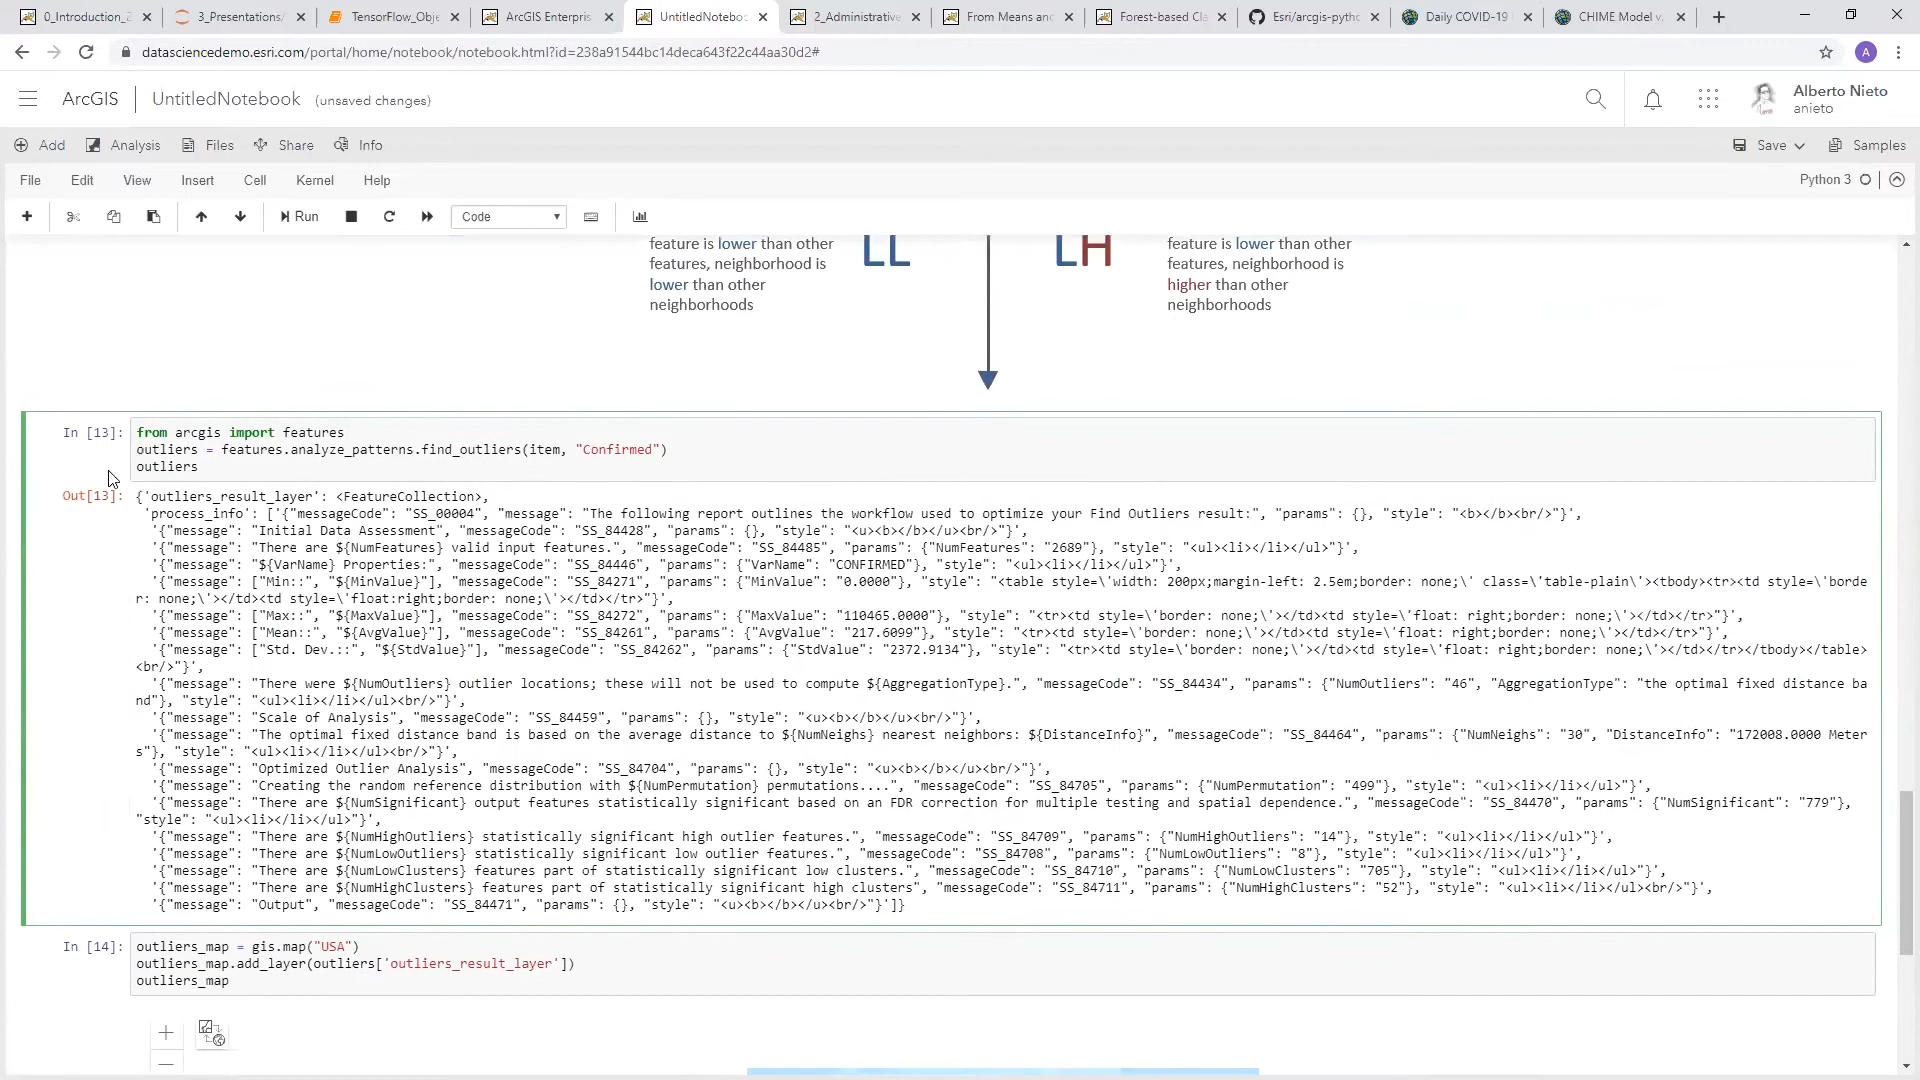 0_Introduction_2
3_Presentations/
TensorFlow_Obje
ArcGIS Enterpris
UntitledNotebook
2_Administrative
From Means and
Forest-based Cla
Esri/arcgis-pytho
Daily COVID-19
CHIME Model v.
datasciencedemo.esri.com/portal/home/notebook/notebook.html?id=238a91544bc14deca643f22c44aa30d2#
A
ArcGIS
UntitledNotebook
(unsaved changes)
Alberto Nieto
anieto
Add
Analysis
Files
Share
Info
Save
Samples
File
Edit
View
Insert
Cell
Kernel
Help
Python 3
Run
Code
feature is lower than other
features, neighborhood is
lower than other
neighborhoods
LL
LH
feature is lower than other
features, neighborhood is
higher than other
neighborhoods
In [13]:
from arcgis import features
outliers = features.analyze_patterns.find_outliers(item, "Confirmed")
outliers
Out[13]:
{'outliers_result_layer': <FeatureCollection>,
'process_info': ['{"messageCode": "SS_00004", "message": "The following report outlines the workflow used to optimize your Find Outliers result:", "params": {}, "style": "<b></b><br/>"}',
'{"message": "Initial Data Assessment", "messageCode": "SS_84428", "params": {}, "style": "<u><b></b></u><br/>"}',
'{"message": "There are ${NumFeatures} valid input features.", "messageCode": "SS_84485", "params": {"NumFeatures": "2689"}, "style": "<ul><li></li></ul>"}',
'{"message": "${VarName} Properties:", "messageCode": "SS_84446", "params": {"VarName": "CONFIRMED"}, "style": "<ul><li></li></ul>"}',
'{"message": ["Min::", "${MinValue}"], "messageCode": "SS_84271", "params": {"MinValue": "0.0000"}, "style": "<table style=\'width: 200px;margin-left: 2.5em;border: none;\' class=\'table-plain\'><tbody><tr><td style=\'borde
r: none;\'></td><td style=\'float:right;border: none;\'></td></tr>"}',
'{"message": ["Max::", "${MaxValue}"], "messageCode": "SS_84272", "params": {"MaxValue": "110465.0000"}, "style": "<tr><td style=\'border: none;\'></td><td style=\'float: right;border: none;\'></td></tr>"}',
'{"message": ["Mean::", "${AvgValue}"], "messageCode": "SS_84261", "params": {"AvgValue": "217.6099"}, "style": "<tr><td style=\'border: none;\'></td><td style=\'float: right;border: none;\'></td></tr>"}',
'{"message": ["Std. Dev.::", "${StdValue}"], "messageCode": "SS_84262", "params": {"StdValue": "2372.9134"}, "style": "<tr><td style=\'border: none;\'></td><td style=\'float: right;border: none;\'></td></tr></tbody></table>
<br/>"}',
'{"message": "There were ${NumOutliers} outlier locations; these will not be used to compute ${AggregationType}.", "messageCode": "SS_84434", "params": {"NumOutliers": "46", "AggregationType": "the optimal fixed distance ba
nd"}, "style": "<ul><li></li></ul><br/>"}',
'{"message": "Scale of Analysis", "messageCode": "SS_84459", "params": {}, "style": "<u><b></b></u><br/>"}',
'{"message": "The optimal fixed distance band is based on the average distance to ${NumNeighs} nearest neighbors: ${DistanceInfo}", "messageCode": "SS_84464", "params": {"NumNeighs": "30", "DistanceInfo": "172008.0000 Meter
s"}, "style": "<ul><li></li></ul><br/>"}',
'{"message": "Optimized Outlier Analysis", "messageCode": "SS_84704", "params": {}, "style": "<u><b></b></u><br/>"}',
'{"message": "Creating the random reference distribution with ${NumPermutation} permutations....", "messageCode": "SS_84705", "params": {"NumPermutation": "499"}, "style": "<ul><li></li></ul>"}',
'{"message": "There are ${NumSignificant} output features statistically significant based on an FDR correction for multiple testing and spatial dependence.", "messageCode": "SS_84470", "params": {"NumSignificant": "779"},
"style": "<ul><li></li></ul>"}',
'{"message": "There are ${NumHighOutliers} statistically significant high outlier features.", "messageCode": "SS_84709", "params": {"NumHighOutliers": "14"}, "style": "<ul><li></li></ul>"}',
'{"message": "There are ${NumLowOutliers} statistically significant low outlier features.", "messageCode": "SS_84708", "params": {"NumLowOutliers": "8"}, "style": "<ul><li></li></ul>"}',
'{"message": "There are ${NumLowClusters} features part of statistically significant low clusters.", "messageCode": "SS_84710", "params": {"NumLowClusters": "705"}, "style": "<ul><li></li></ul>"}',
'{"message": "There are ${NumHighClusters} features part of statistically significant high clusters", "messageCode": "SS_84711", "params": {"NumHighClusters": "52"}, "style": "<ul><li></li></ul><br/>"}',
'{"message": "Output", "messageCode": "SS_84471", "params": {}, "style": "<u><b></b></u><br/>"}']}
In [14]:
outliers_map = gis.map("USA")
outliers_map.add_layer(outliers['outliers_result_layer'])
outliers_map